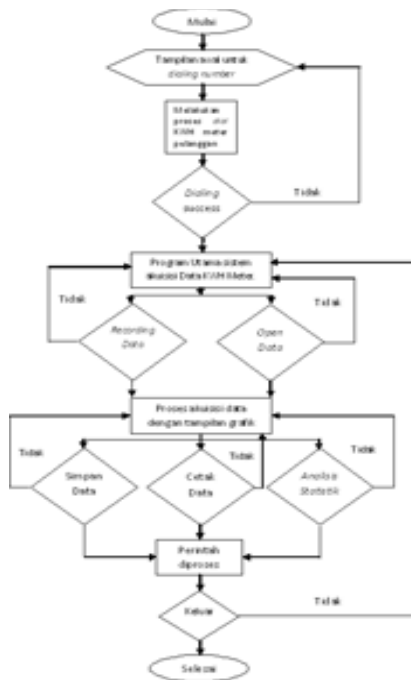 Mulai
Tampilan awal untuk
dialing number
Melakukan
proses dial
KWH meter
pelanggan
Dialing
success
Tidak
Program Utama sistem
akuisisi Data KWH Meter
Tidak
Tidak
Recording
Data
Open
Data
Proses akuisisi data
dengan tampilan grafik
Tidak
Tidak
Tidak
Simpan
Data
Cetak
Data
Analisa
Statistik
Perintah
diproses
Keluar
Tidak
Selesai